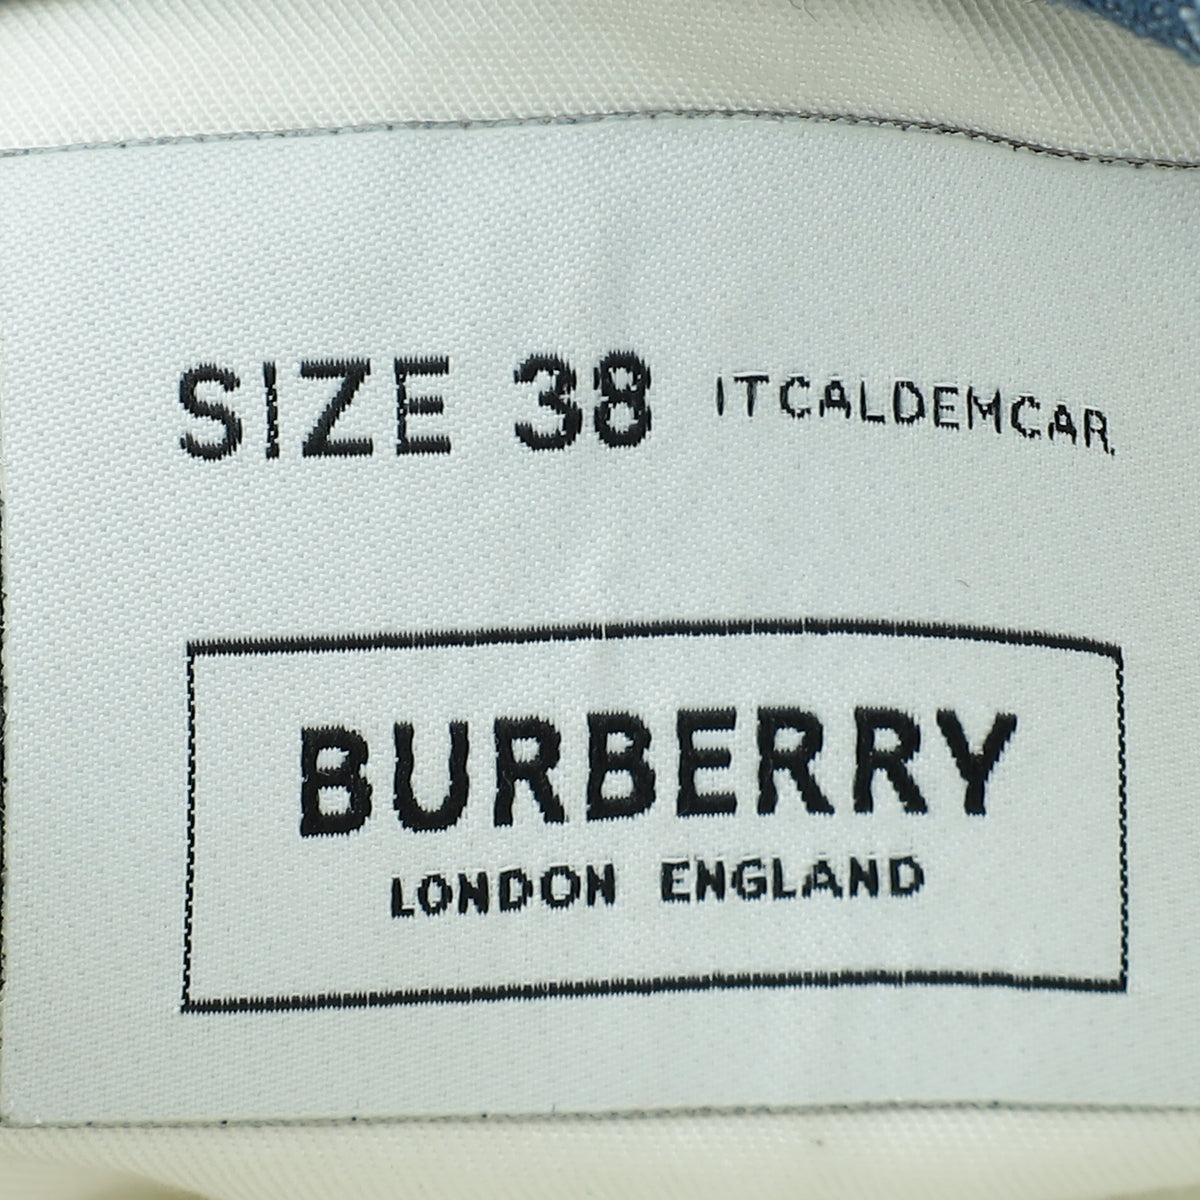 SIZE 38 ITCALDEMCAR
BURBERRY
LONDON ENGLAND